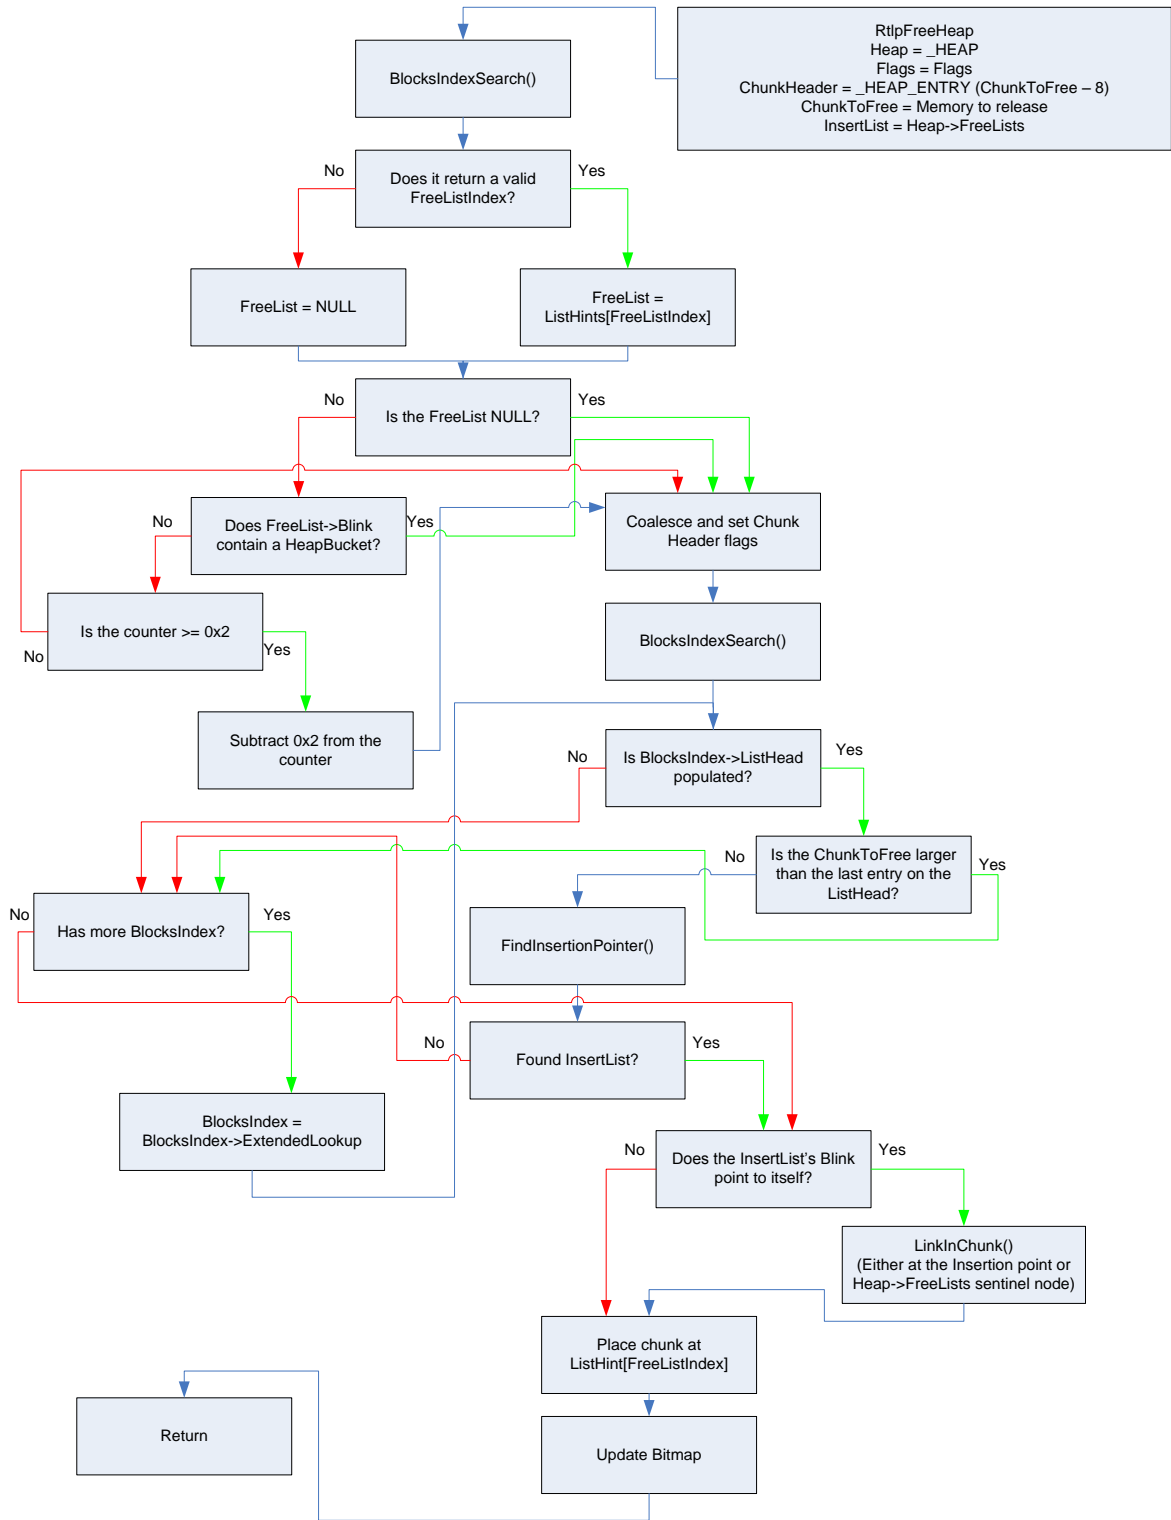 RtlpFreeHeap
Heap = _HEAP
Flags = Flags
ChunkHeader = _HEAP_ENTRY (ChunkToFree – 8)
ChunkToFree = Memory to release
InsertList = Heap->FreeLists
BlocksIndexSearch()
No
Does it return a valid
FreeListIndex?
Yes
FreeList = NULL
FreeList =
ListHints[FreeListIndex]
No
Is the FreeList NULL?
Yes
No
Does FreeList->Blink
contain a HeapBucket?
Yes
Coalesce and set Chunk
Header flags
Is the counter >= 0x2
No
Yes
BlocksIndexSearch()
Subtract 0x2 from the
counter
No
Is BlocksIndex->ListHead
populated?
Yes
No
Is the ChunkToFree larger
than the last entry on the
ListHead?
Yes
No
Has more BlocksIndex?
Yes
FindInsertionPointer()
No
Found InsertList?
Yes
BlocksIndex =
BlocksIndex->ExtendedLookup
No
Does the InsertList's Blink
point to itself?
Yes
LinkInChunk()
(Either at the Insertion point or
Heap->FreeLists sentinel node)
Place chunk at
ListHint[FreeListIndex]
Return
Update Bitmap